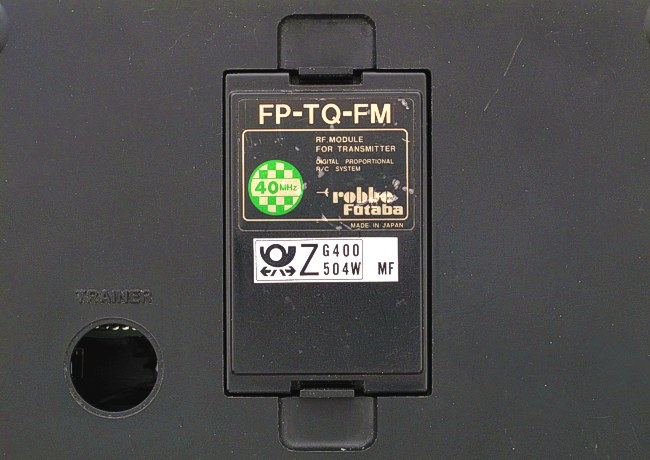 FP-TQ-FM
RF.MODULE
FOR TRANSMITTER
DIGITAL PROPORTIONAL
R/C SYSTEM
40MHz
robbe
Futaba
MADE IN JAPAN
Z G400
504W MF
TRAINER